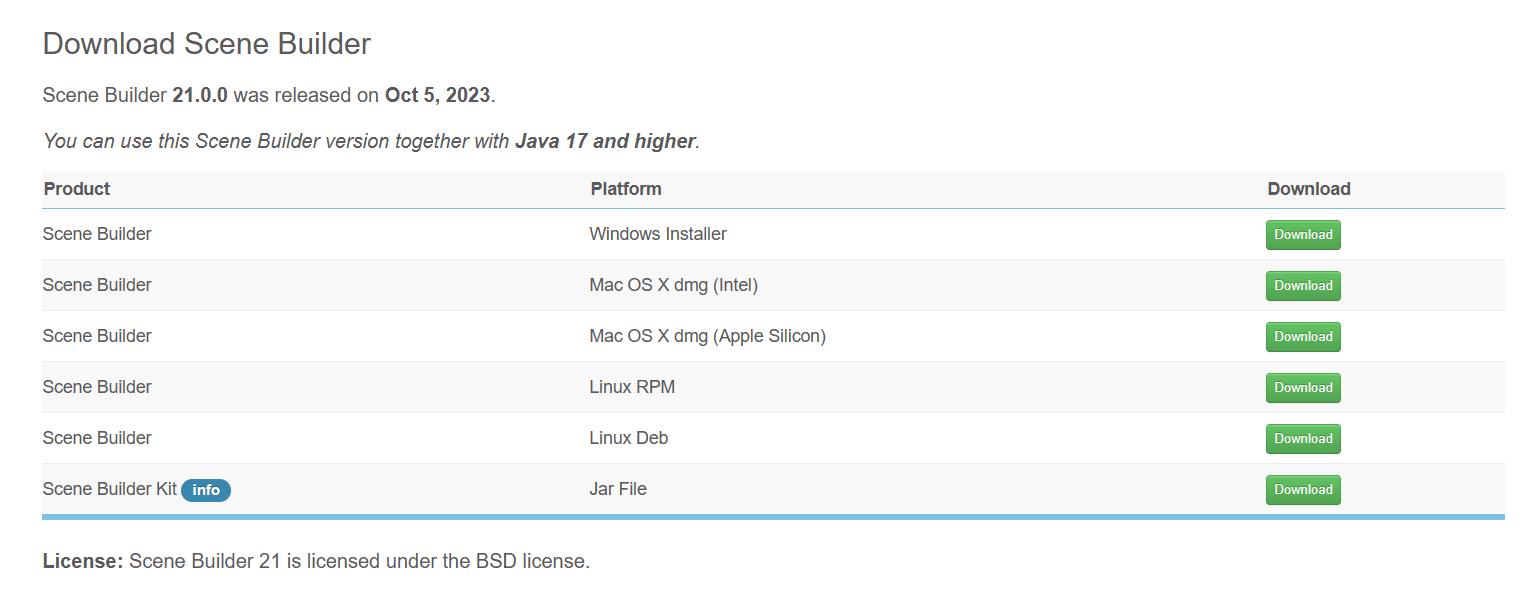 Download Scene Builder
Scene Builder 21.0.0 was released on Oct 5, 2023.
You can use this Scene Builder version together with Java 17 and higher.
Product Platform Download
Scene Builder Windows Installer Download
Scene Builder Mac OS X dmg (Intel) Download
Scene Builder Mac OS X dmg (Apple Silicon) Download
Scene Builder Linux RPM Download
Scene Builder Linux Deb Download
Scene Builder Kit info Jar File Download
License: Scene Builder 21 is licensed under the BSD license.